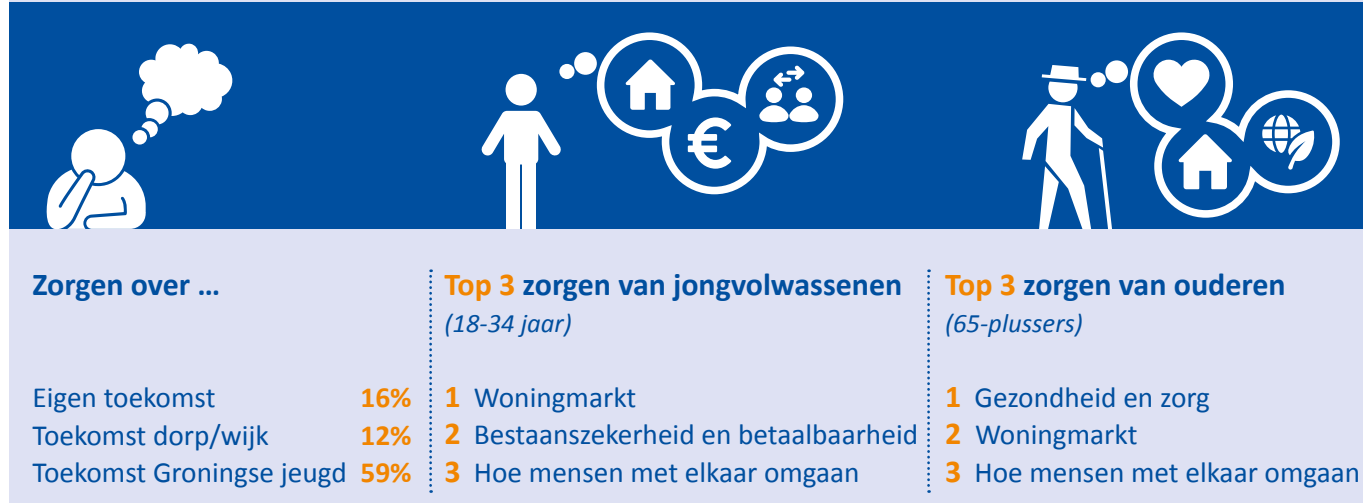 Zorgen over ...
Eigen toekomst 16%
Toekomst dorp/wijk 12%
Toekomst Groningse jeugd 59%
Top 3 zorgen van jongvolwassenen
(18-34 jaar)
1 Woningmarkt
2 Bestaanszekerheid en betaalbaarheid
3 Hoe mensen met elkaar omgaan
Top 3 zorgen van ouderen
(65-plussers)
1 Gezondheid en zorg
2 Woningmarkt
3 Hoe mensen met elkaar omgaan